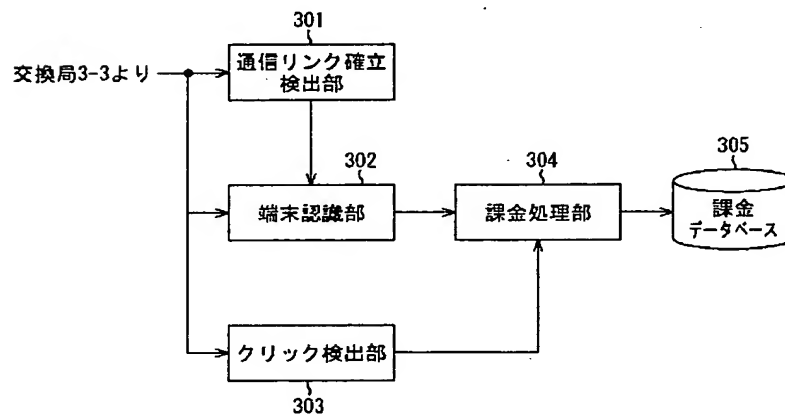 301
通信リンク確立
検出部
交換局3-3より
302
端末認識部
304
課金処理部
305
課金
データベース
クリック検出部
303